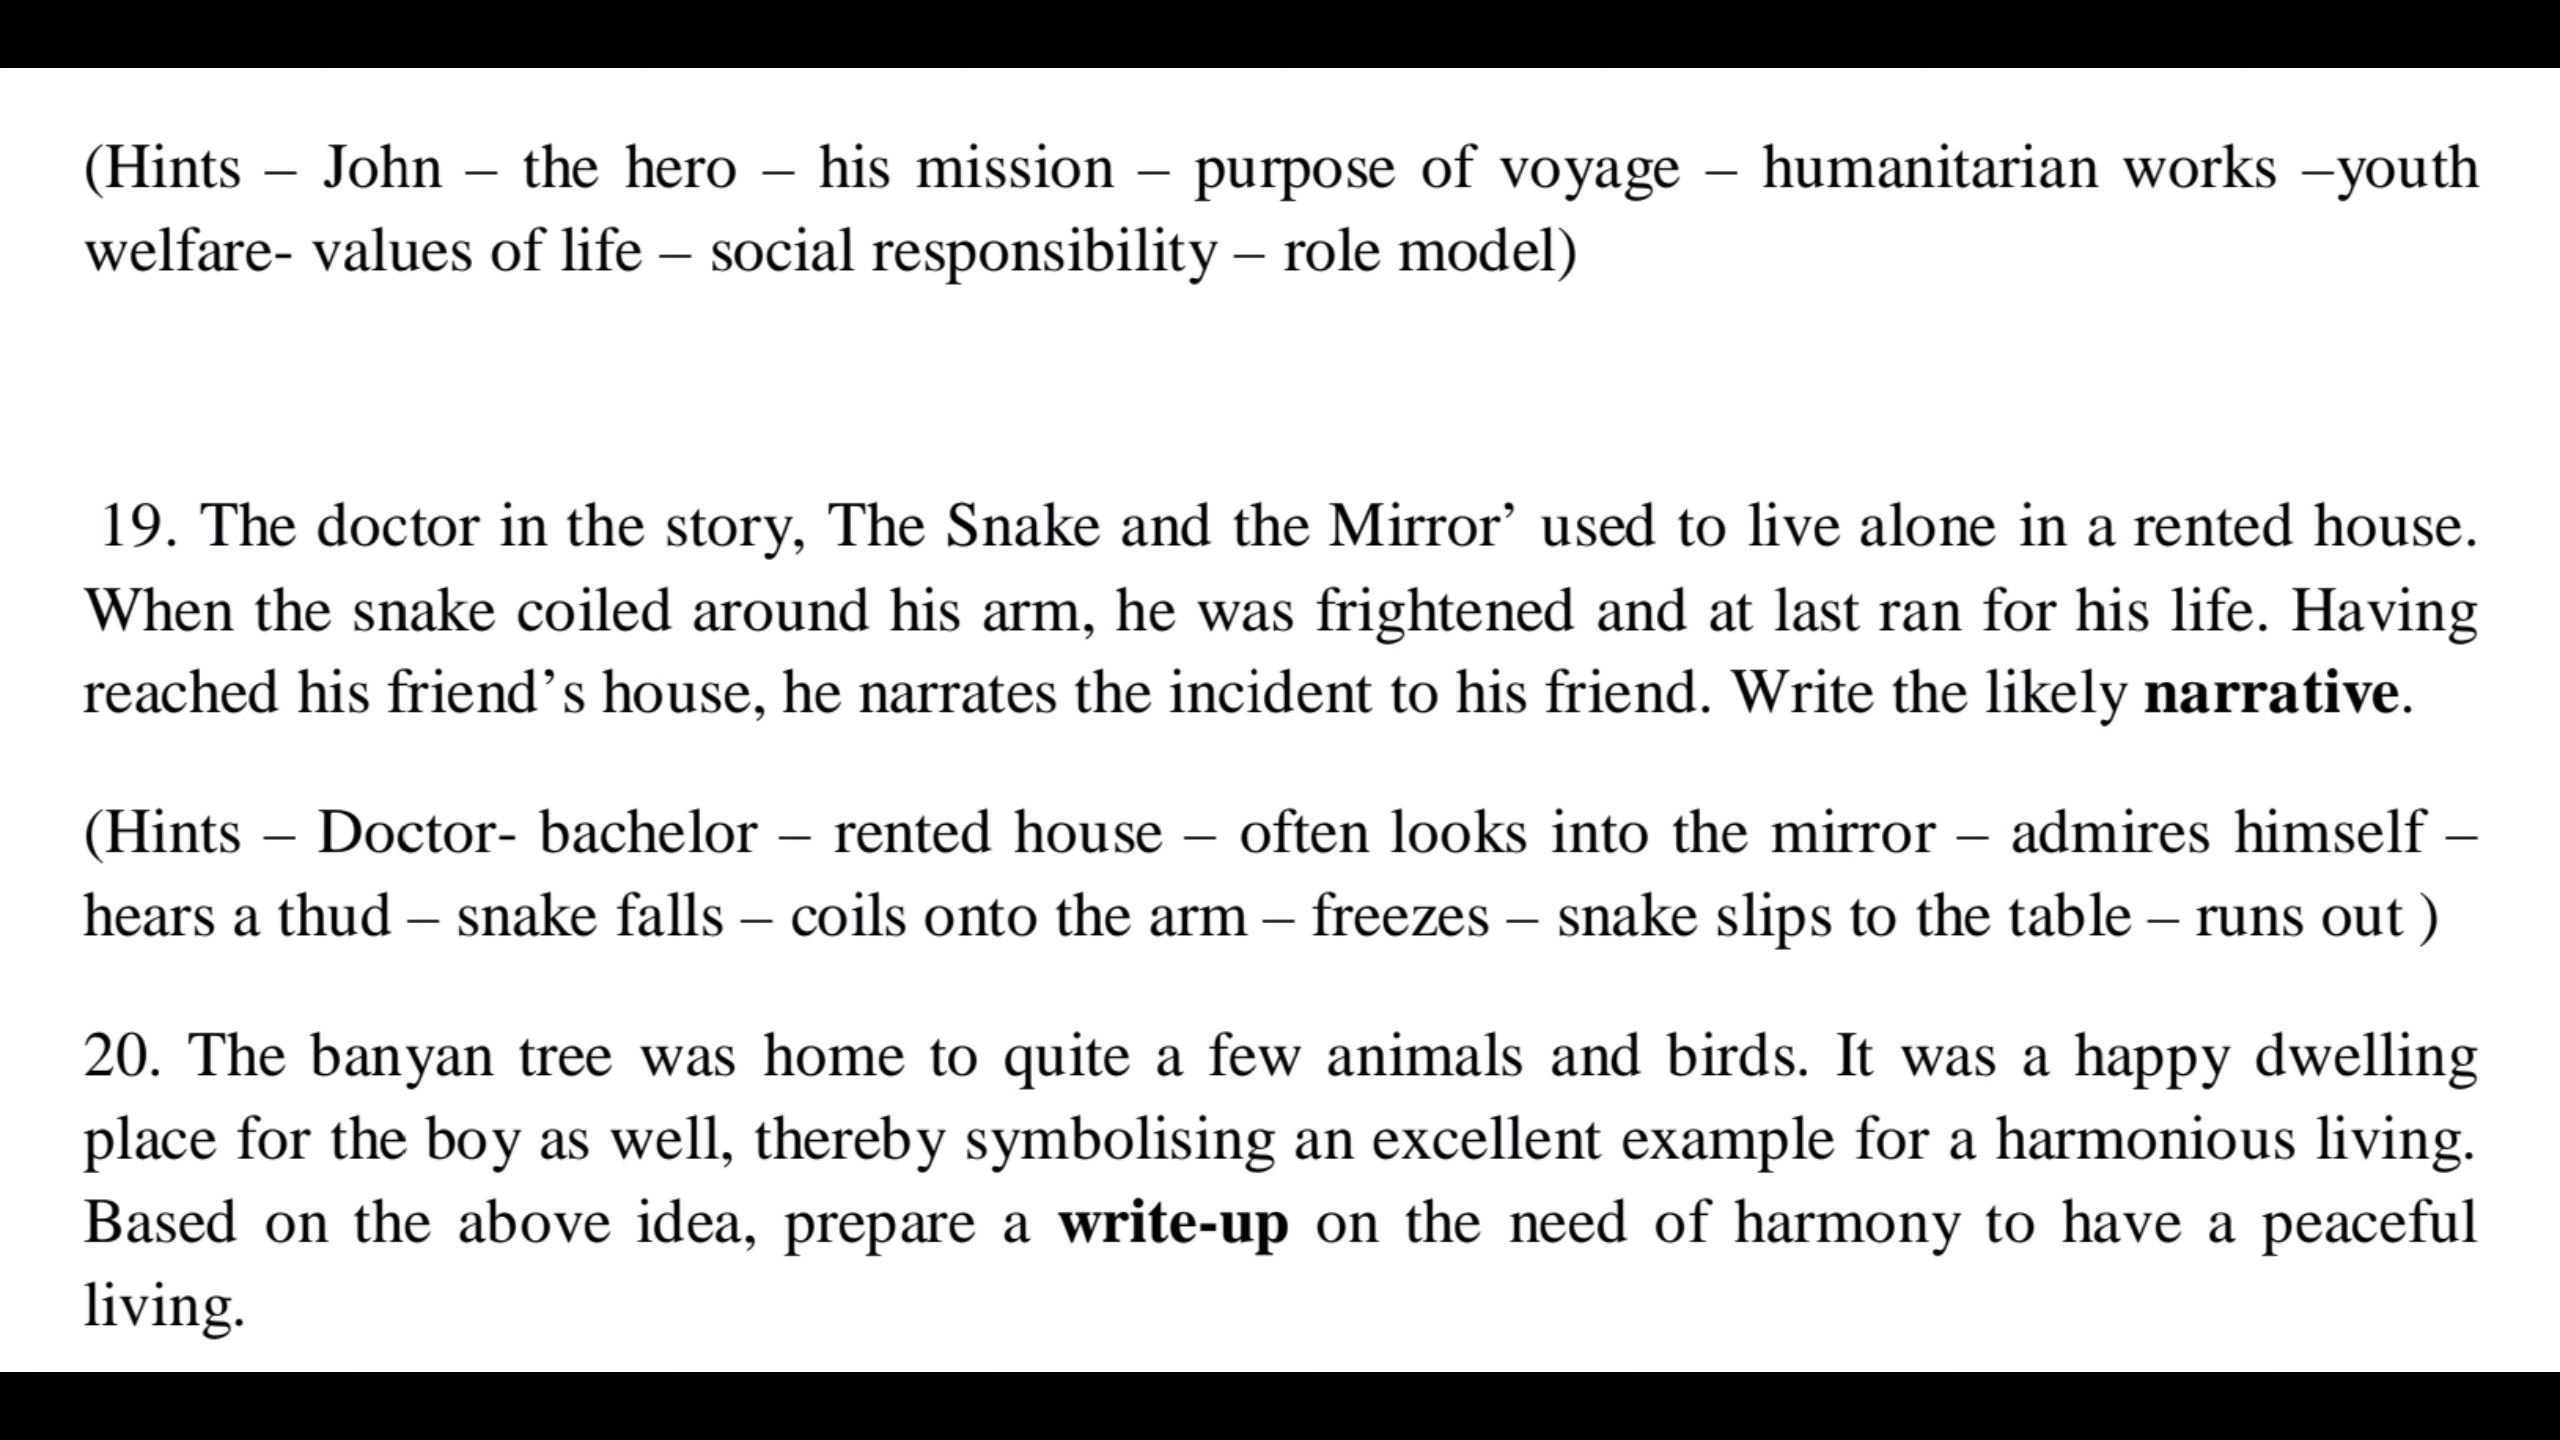 (Hints – John – the hero – his mission – purpose of voyage – humanitarian works –youth
welfare- values of life – social responsibility – role model)
19. The doctor in the story, The Snake and the Mirror’ used to live alone in a rented house.
When the snake coiled around his arm, he was frightened and at last ran for his life. Having
reached his friend’s house, he narrates the incident to his friend. Write the likely narrative.
(Hints – Doctor- bachelor – rented house – often looks into the mirror – admires himself –
hears a thud – snake falls – coils onto the arm – freezes – snake slips to the table – runs out )
20. The banyan tree was home to quite a few animals and birds. It was a happy dwelling
place for the boy as well, thereby symbolising an excellent example for a harmonious living.
Based on the above idea, prepare a write-up on the need of harmony to have a peaceful
living.